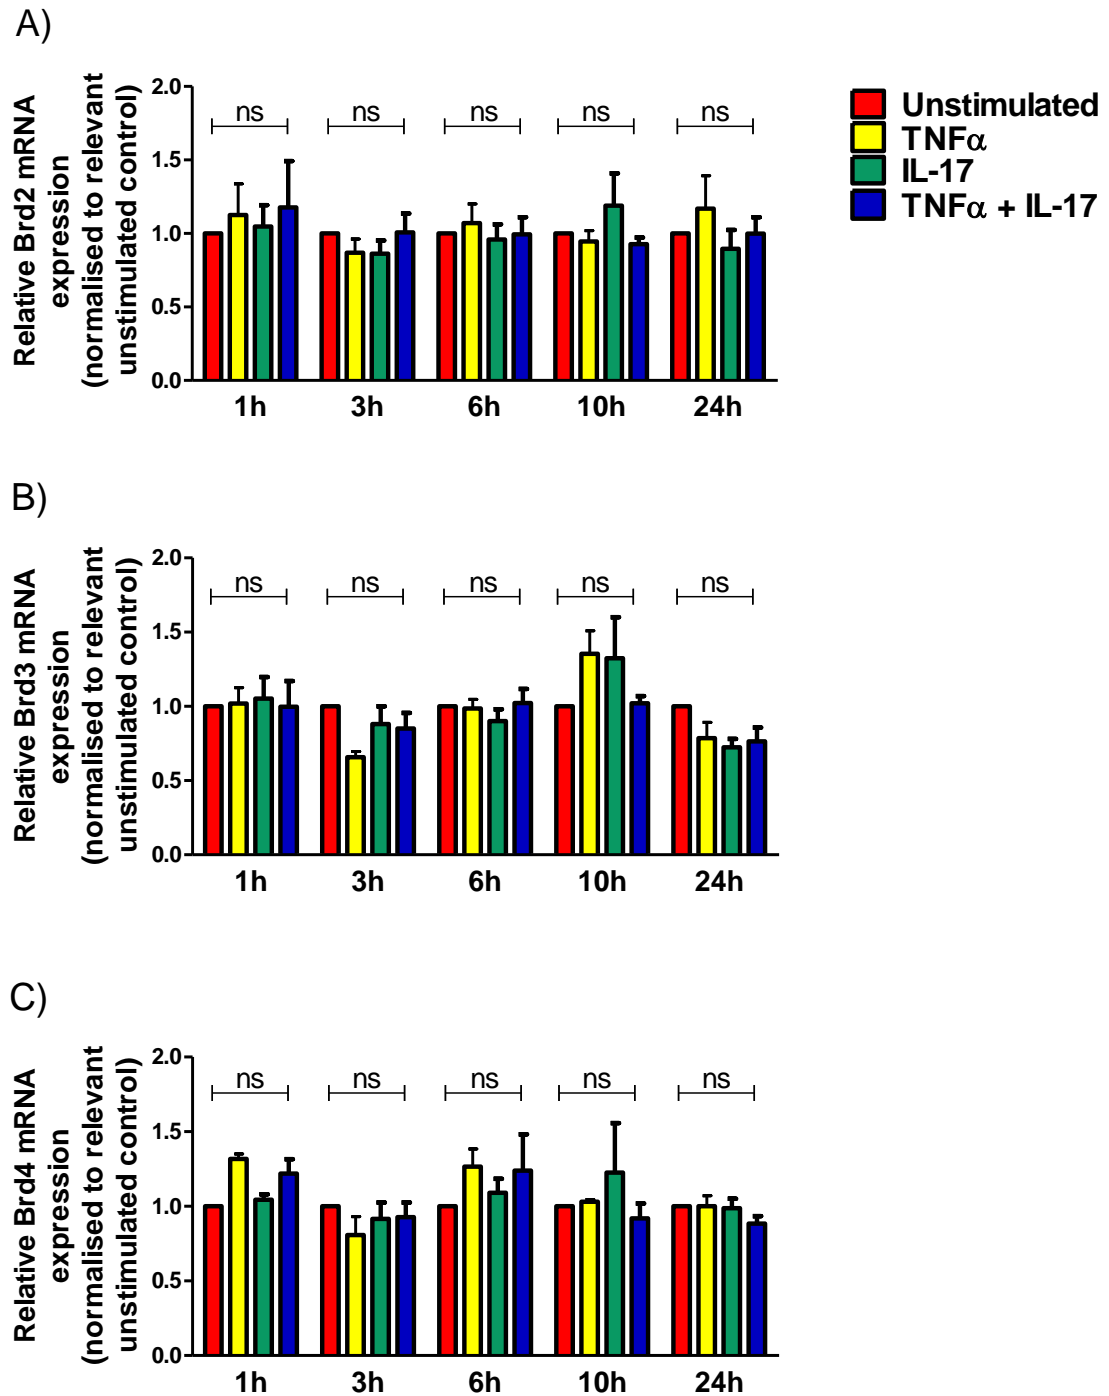 A)
Relative Brd2 mRNA
expression
(normalised to relevant
unstimulated control)
2.0
1.5
1.0
0.5
0.0
ns
ns
ns
ns
ns
1h
3h
6h
10h
24h
Unstimulated
TNFα
IL-17
TNFα + IL-17
B)
Relative Brd3 mRNA
expression
(normalised to relevant
unstimulated control)
2.0
1.5
1.0
0.5
0.0
ns
ns
ns
ns
ns
1h
3h
6h
10h
24h
C)
Relative Brd4 mRNA
expression
(normalised to relevant
unstimulated control)
2.0
1.5
1.0
0.5
0.0
ns
ns
ns
ns
ns
1h
3h
6h
10h
24h